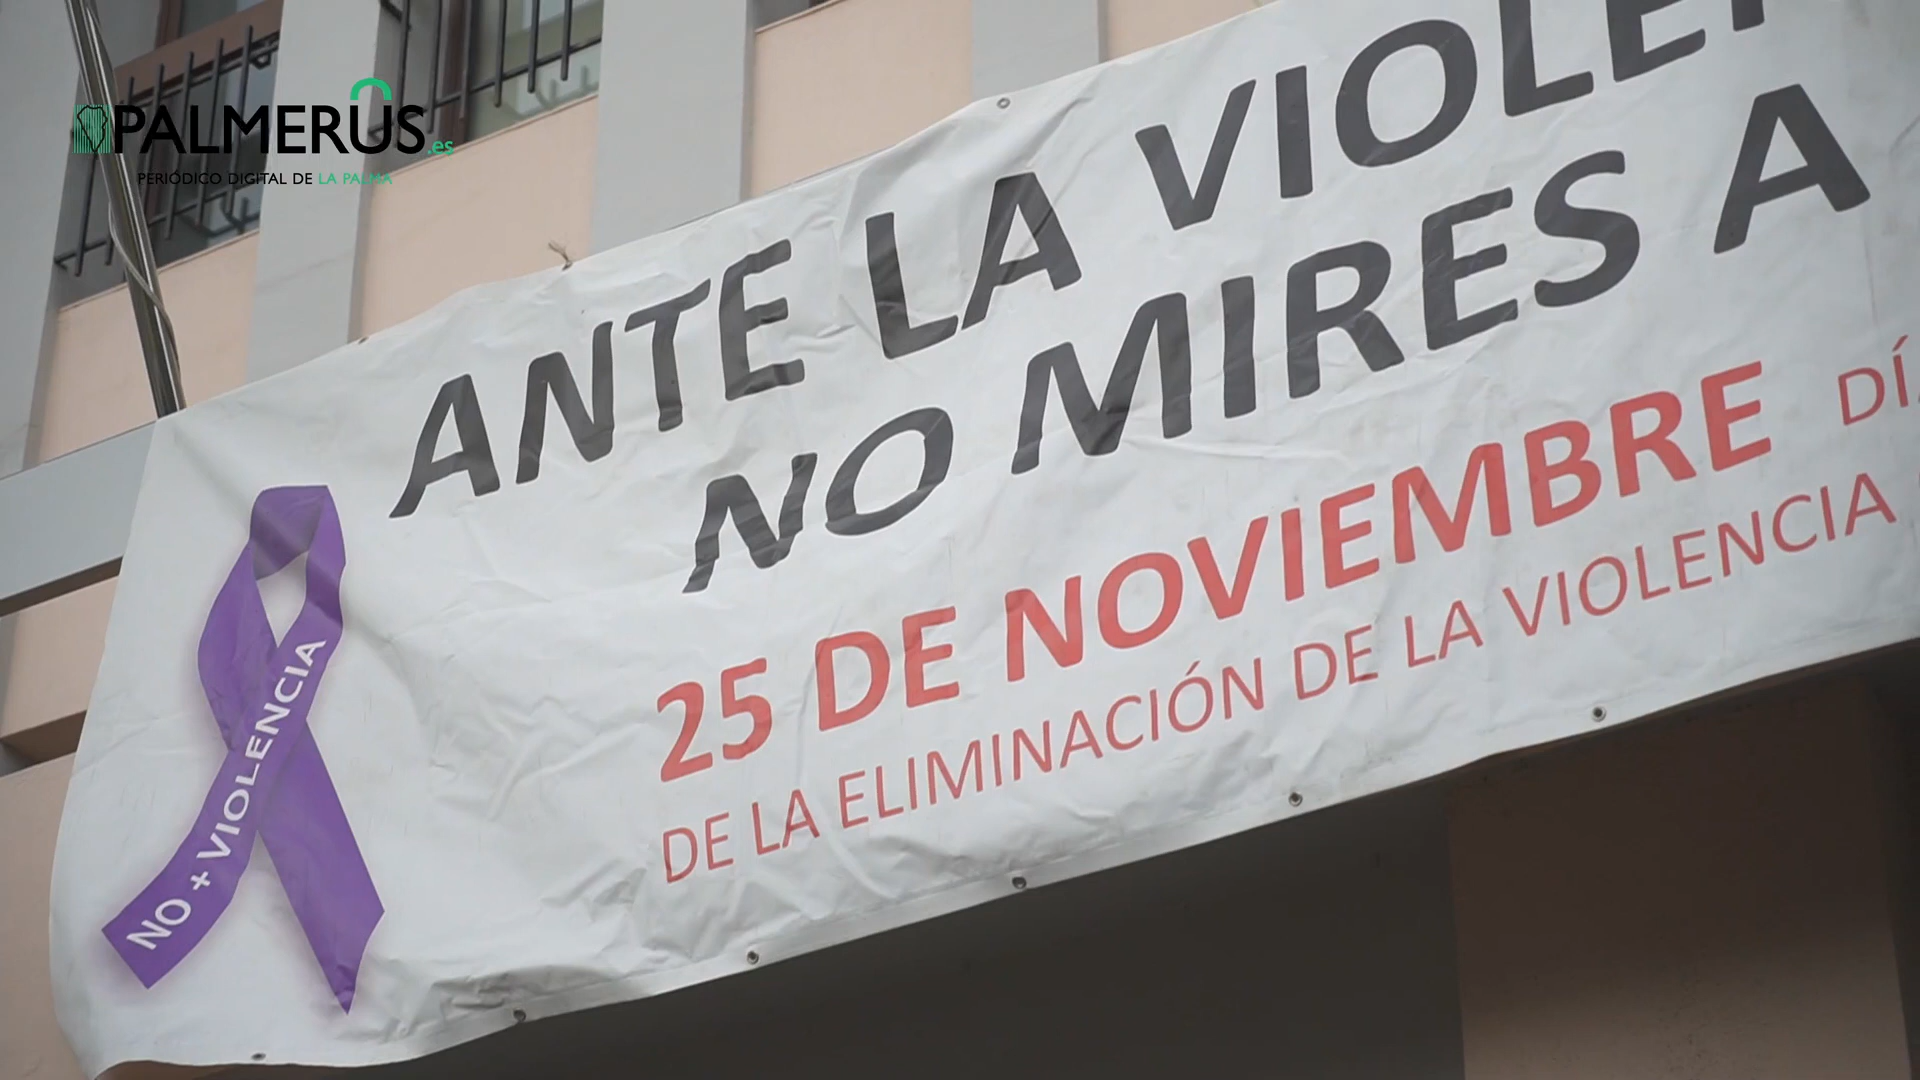 PALMERUS.es
PERIÓDICO DIGITAL DE LA PALMA
ANTE LA VIOLE
NO MIRES A
25 DE NOVIEMBRE DÍ
DE LA ELIMINACIÓN DE LA VIOLENCIA
NO + VIOLENCIA